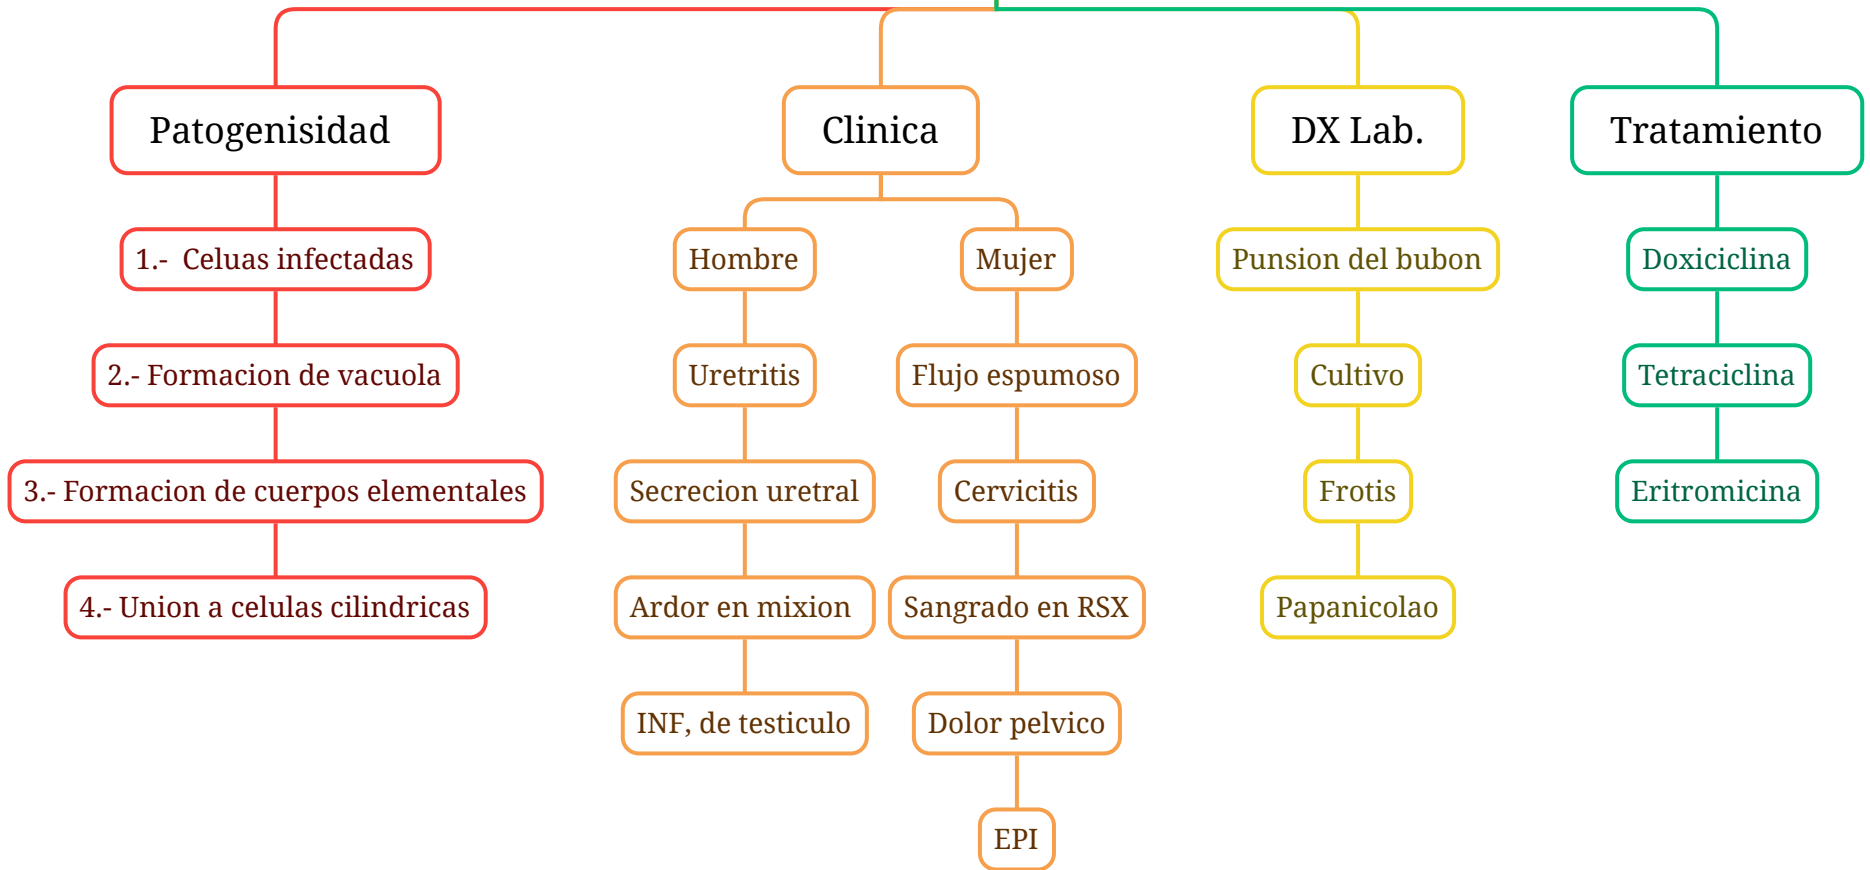 Patogenisidad
1.- Celuas infectadas
2.- Formacion de vacuola
3.- Formacion de cuerpos elementales
4.- Union a celulas cilindricas
Clinica
Hombre
Uretritis
Secrecion uretral
Ardor en mixion
INF, de testiculo
Mujer
Flujo espumoso
Cervicitis
Sangrado en RSX
Dolor pelvico
EPI
DX Lab.
Punsion del bubon
Cultivo
Frotis
Papanicolao
Tratamiento
Doxiciclina
Tetraciclina
Eritromicina